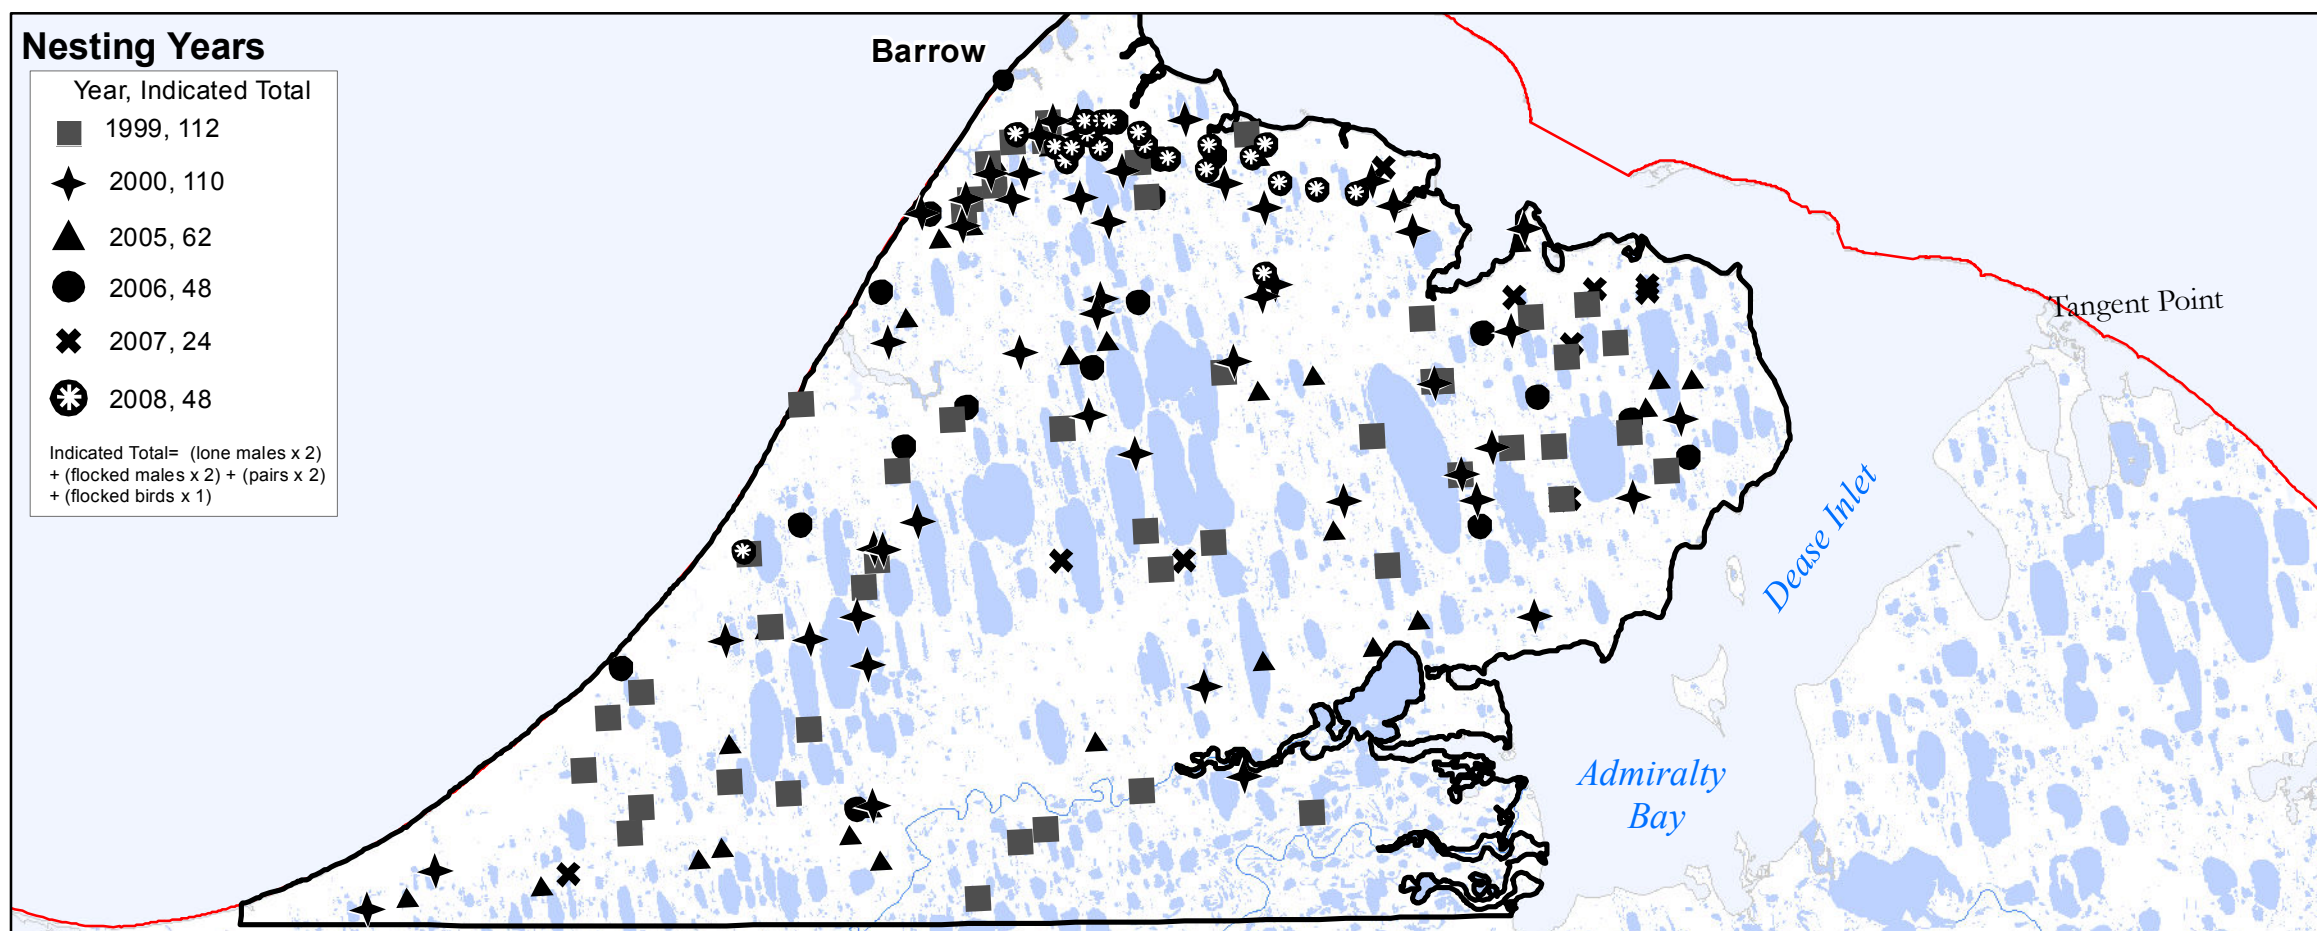 Nesting Years
Barrow
Year, Indicated Total
1999, 112
2000, 110
2005, 62
2006, 48
2007, 24
2008, 48
Indicated Total= (lone males x 2)
+ (flocked males x 2) + (pairs x 2)
+ (flocked birds x 1)
Tangent Point
Dease Inlet
Admiralty
Bay